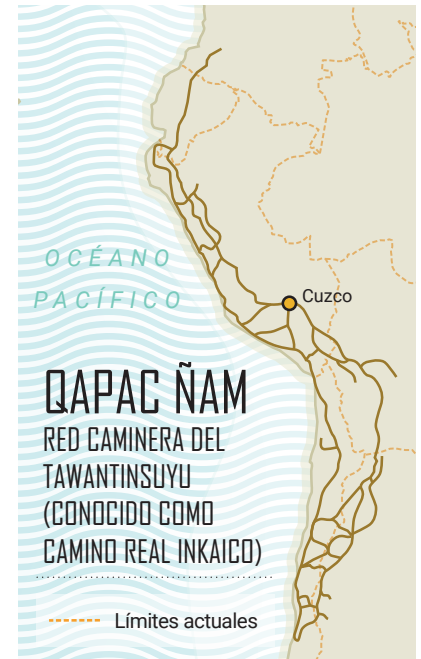 OCÉANO
PACÍFICO
Cuzco
QAPAC ÑAM
RED CAMINERA DEL
TAWANTINSUYU
(CONOCIDO COMO
CAMINO REAL INKAICO)
Límites actuales